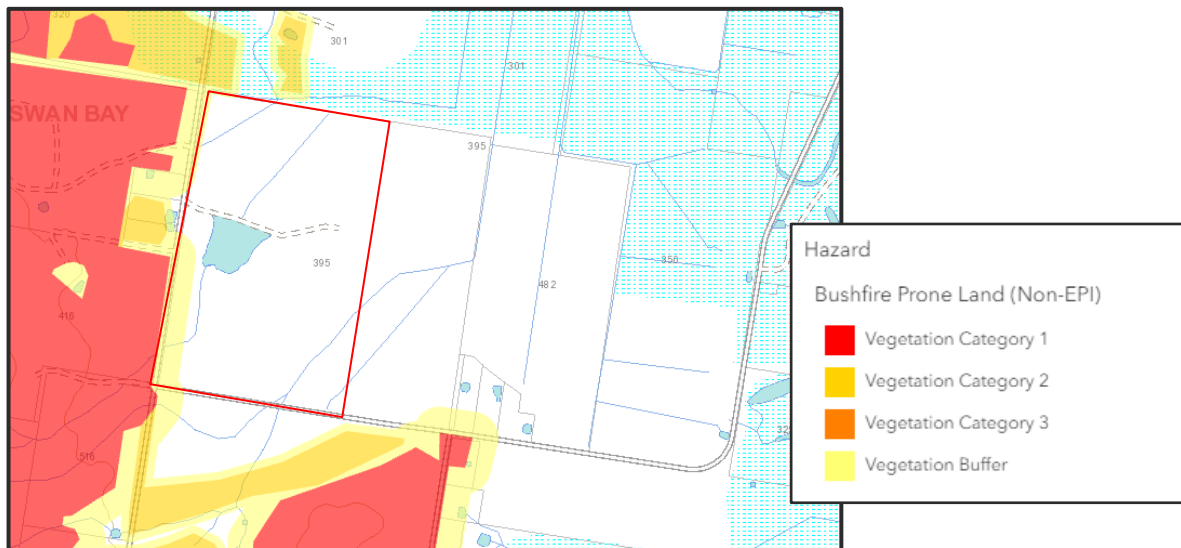 320
301
301
SWAN BAY
395
395
350
482
416
516
Hazard
Bushfire Prone Land (Non-EPI)
Vegetation Category 1
Vegetation Category 2
Vegetation Category 3
Vegetation Buffer